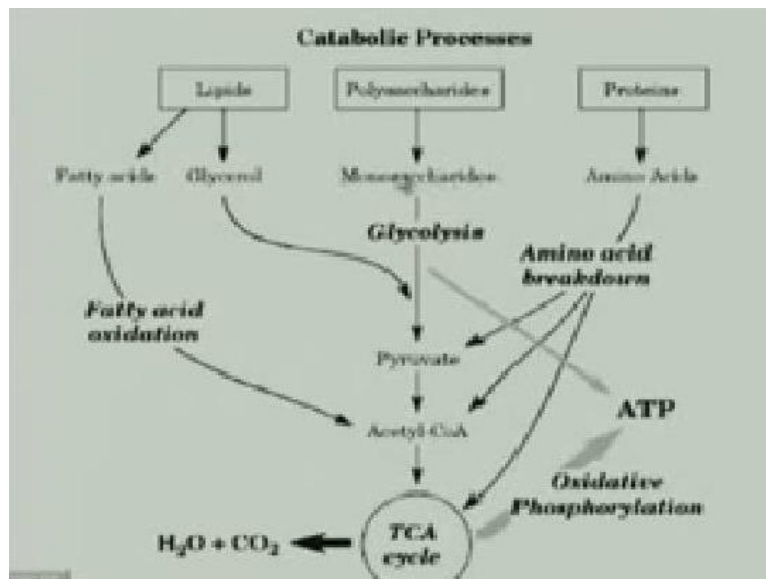 Catabolic Processes
Lipids
Polysaccharides
Proteins
Fatty acids
Glycerol
Monosaccharides
Amino Acids
Glycolysis
Amino acid
breakdown
Fatty acid
oxidation
Pyruvate
ATP
Acetyl-CoA
Oxidative
Phosphorylation
H₂O + CO₂
TCA
cycle